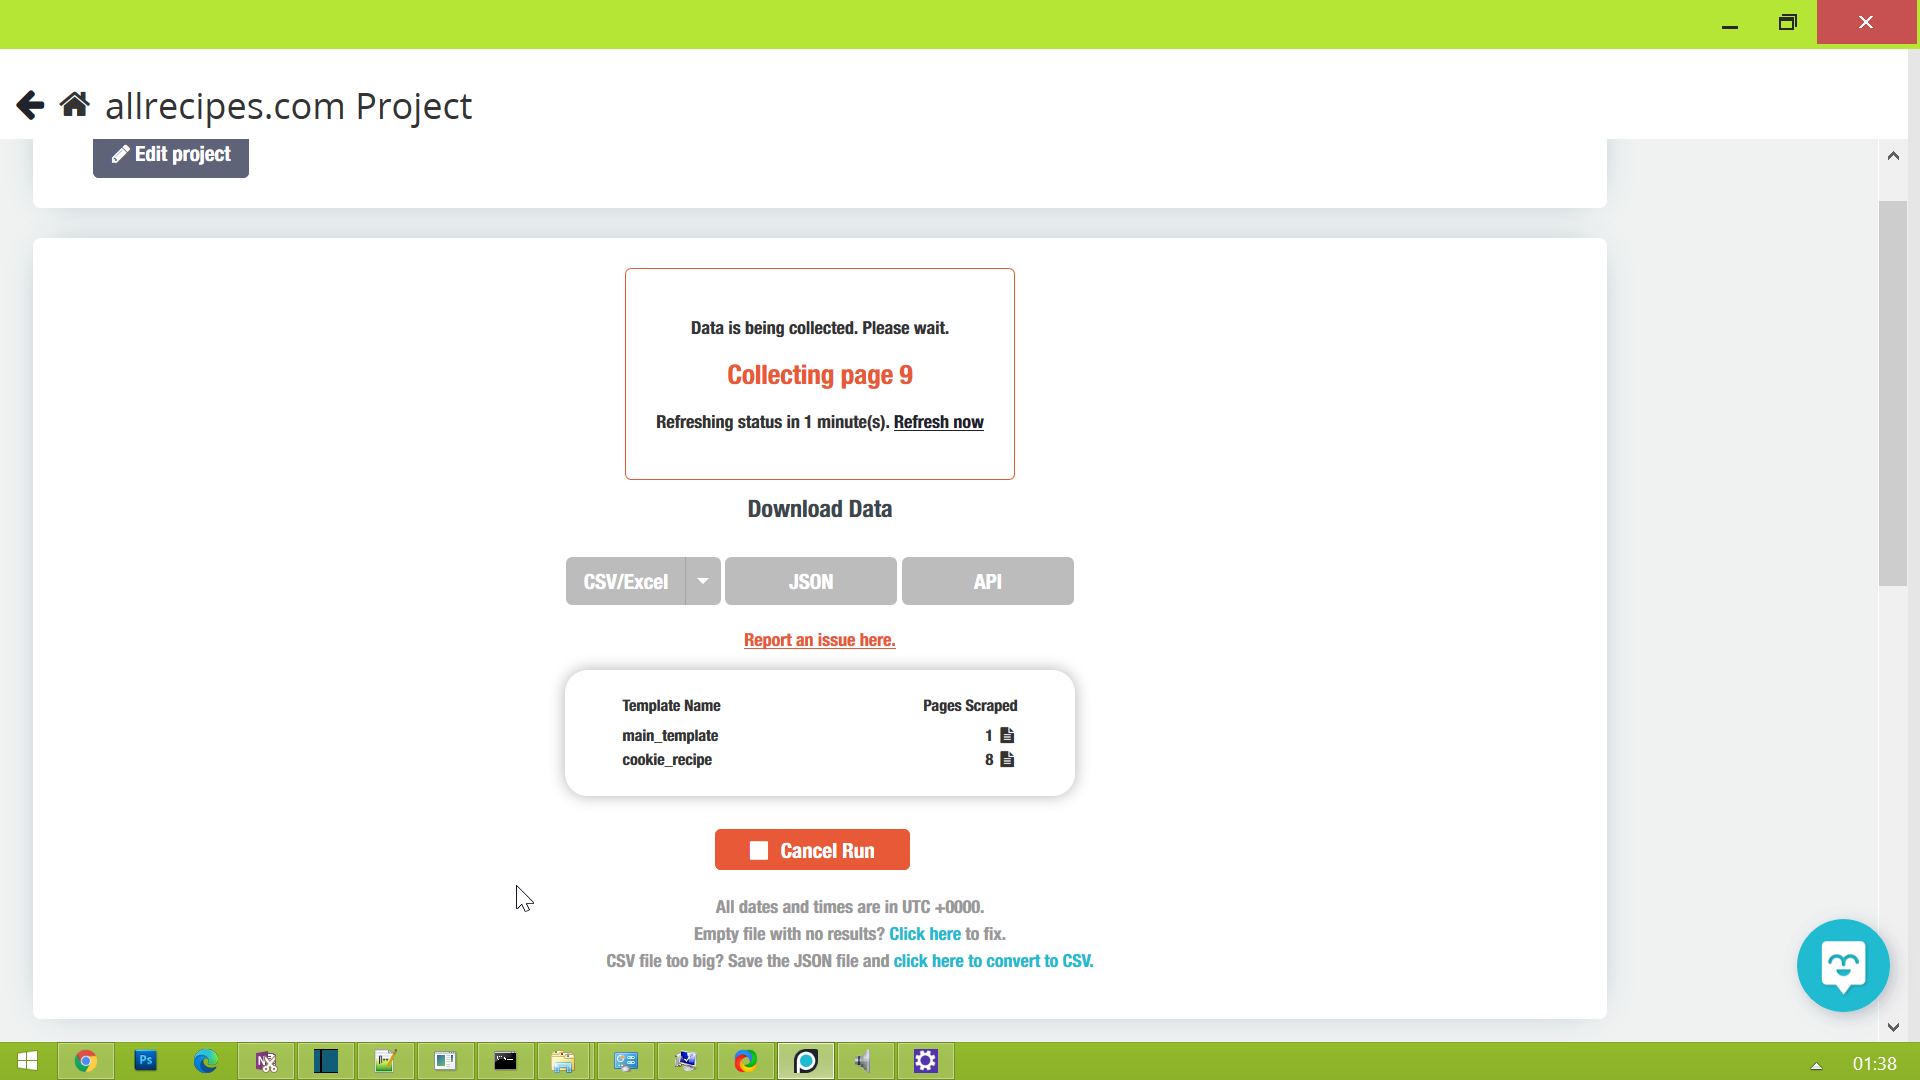 allrecipes.com Project
Edit project
Data is being collected. Please wait.
Collecting page 9
Refreshing status in 1 minute(s). Refresh now
Download Data
CSV/Excel JSON API
Report an issue here.
Template Name Pages Scraped
main_template 1
cookie_recipe 8
Cancel Run
All dates and times are in UTC +0000.
Empty file with no results? Click here to fix.
CSV file too big? Save the JSON file and click here to convert to CSV.
Ps
01:38